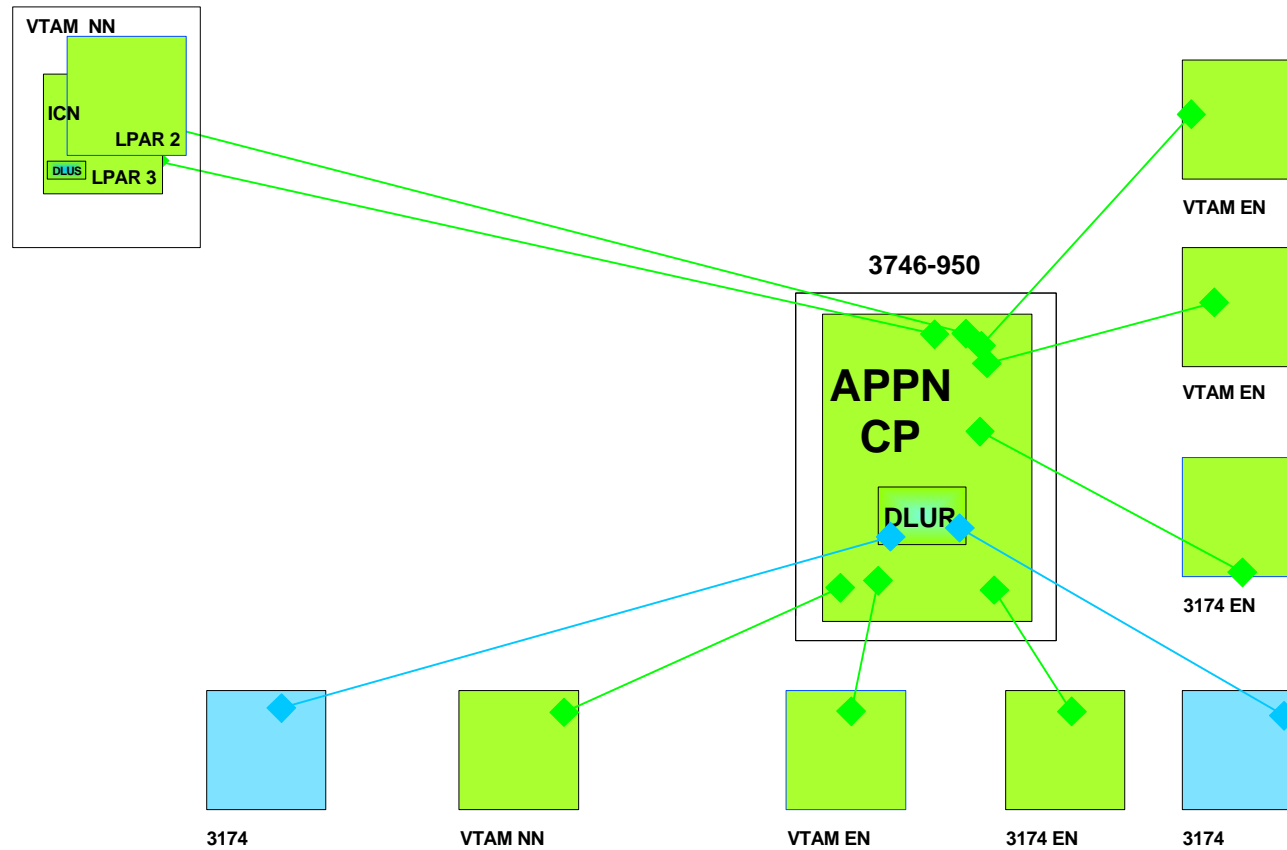 VTAM NN
ICN
LPAR 2
DLUS
LPAR 3
VTAM EN
3746-950
VTAM EN
APPN
CP
DLUR
3174 EN
3174
VTAM NN
VTAM EN
3174 EN
3174